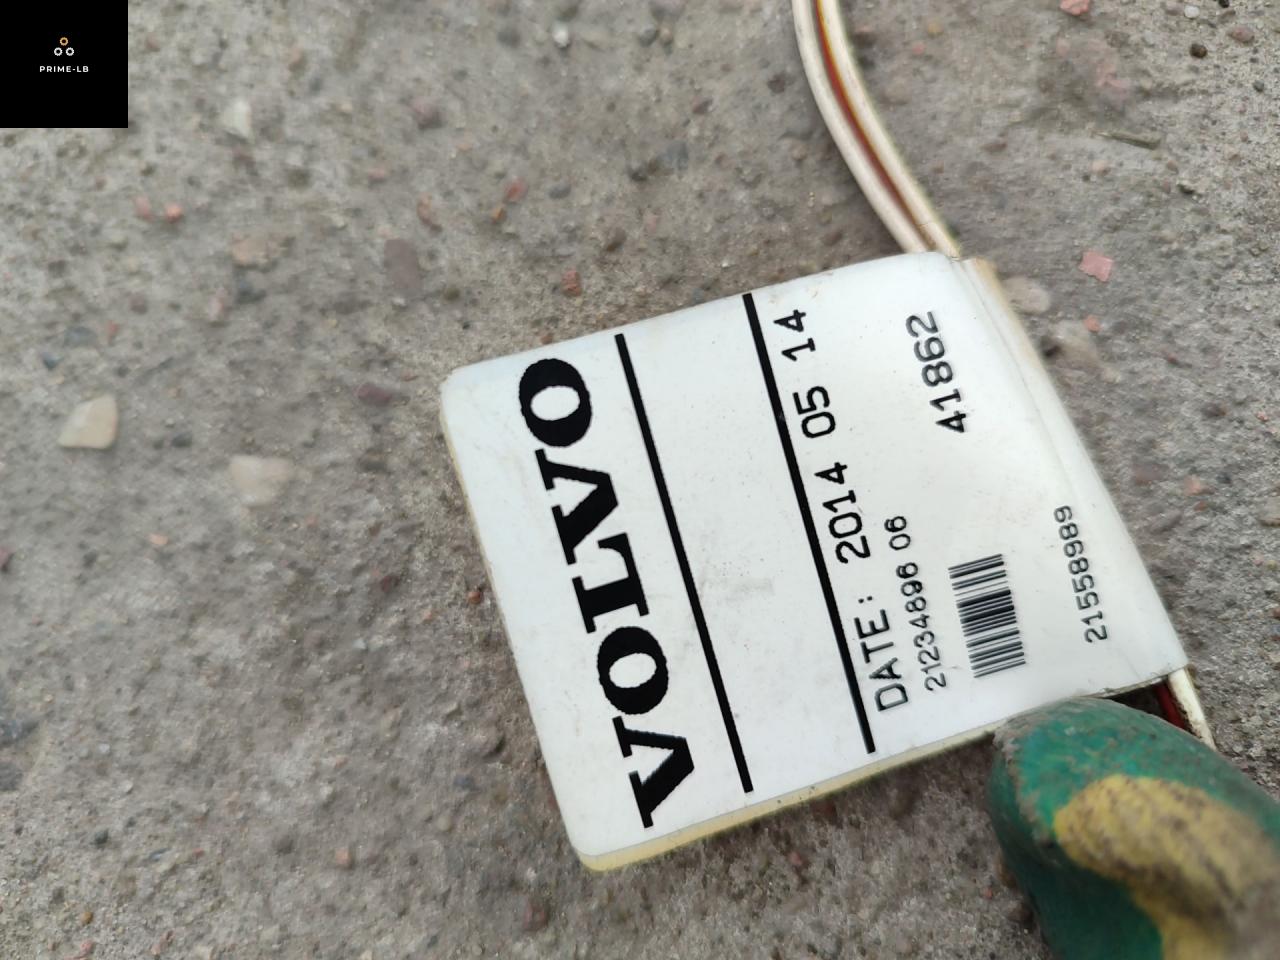 PRIME-LB
VOLVO
DATE: 2014 05 14
21234896 06
41862
21558989